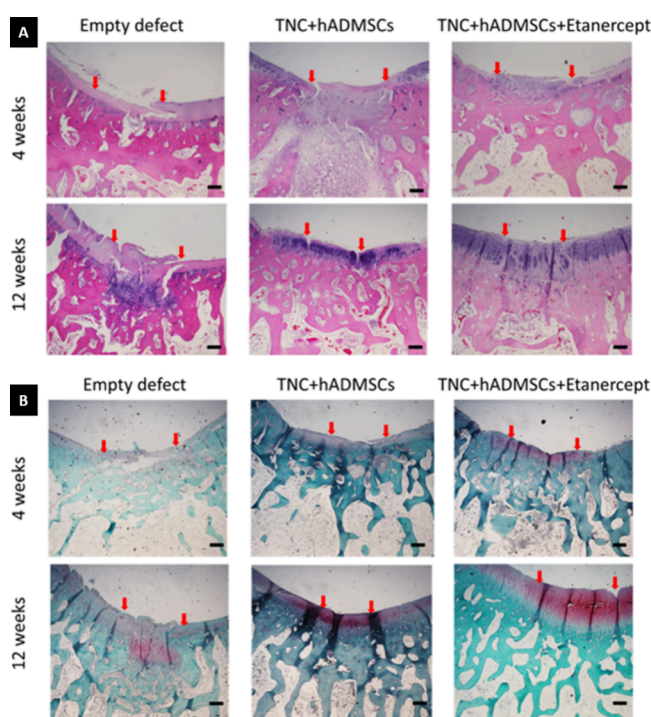 A
Empty defect TNC+hADMSCs TNC+hADMSCs+Etanercept
4 weeks
12 weeks
B
Empty defect TNC+hADMSCs TNC+hADMSCs+Etanercept
4 weeks
12 weeks